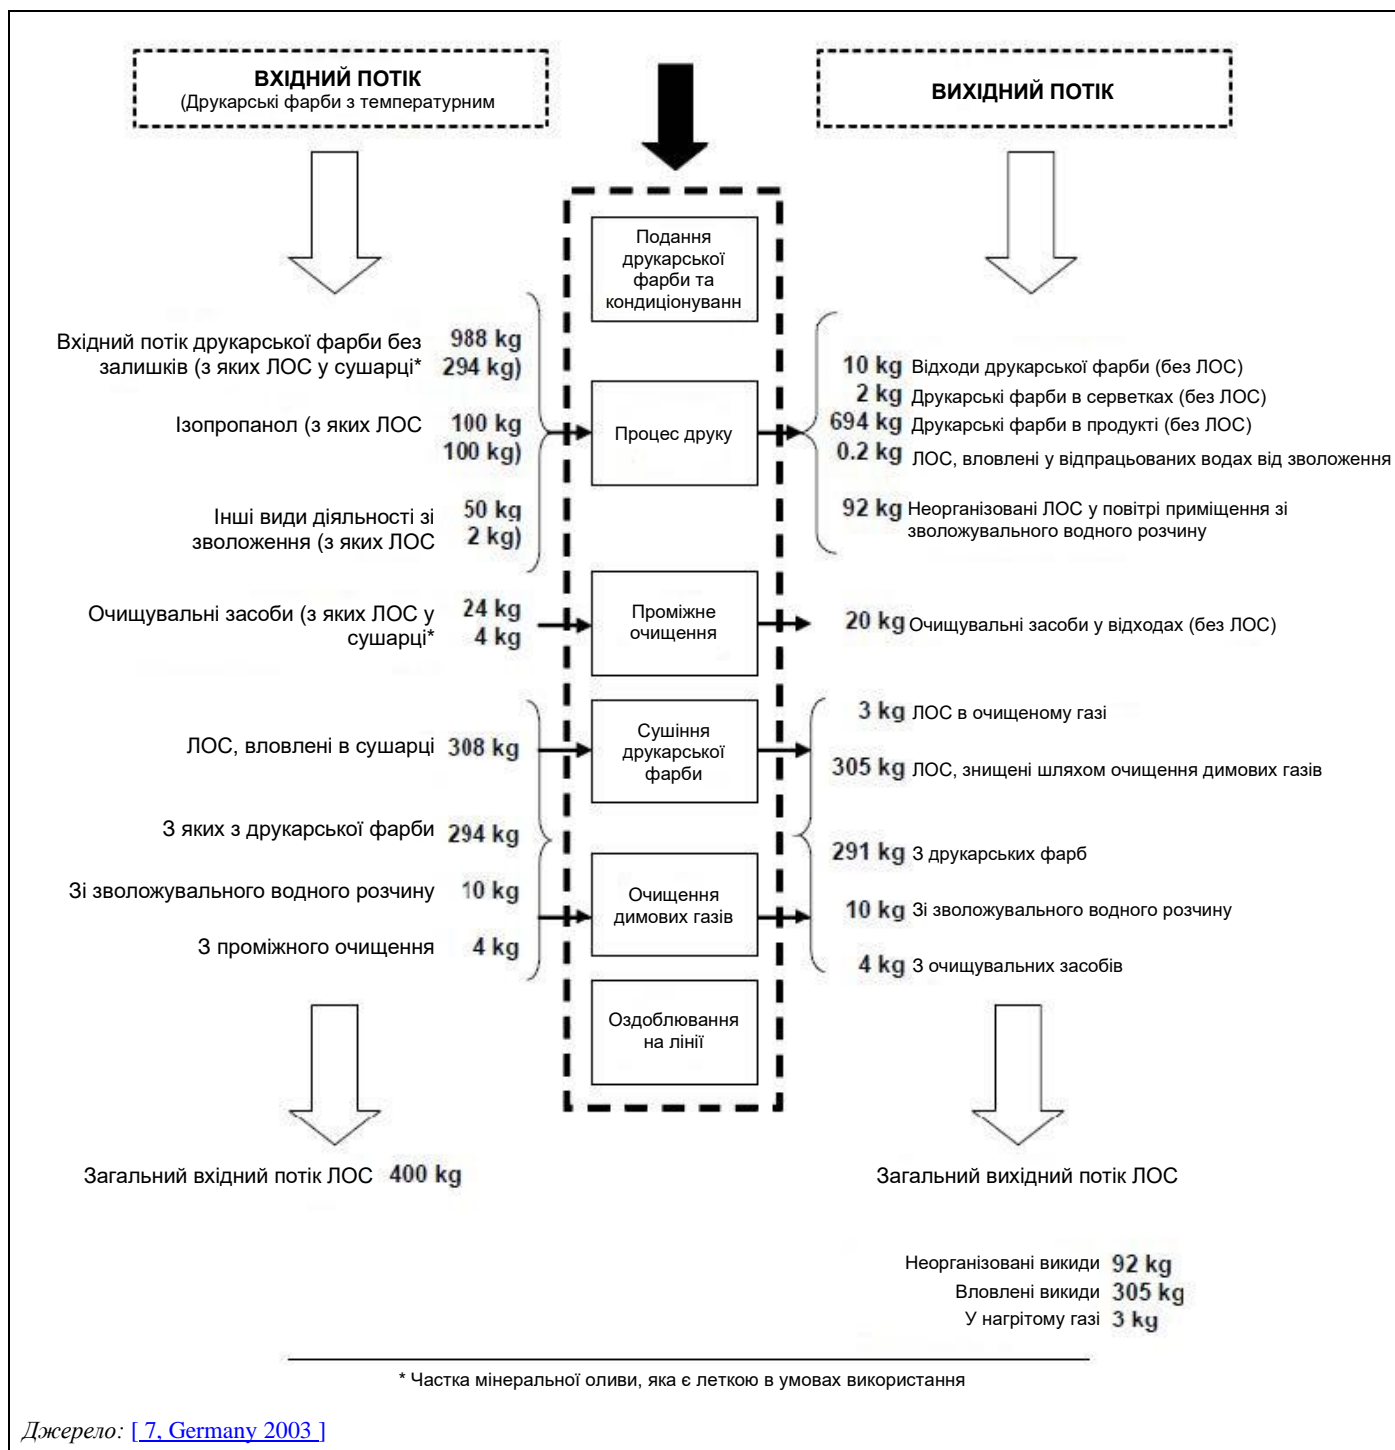 ВХІДНИЙ ПОТІК
(Друкарські фарби з температурним
ВИХІДНИЙ ПОТІК
Подання
друкарської
фарби та
кондиціонуванн
Вхідний потік друкарської фарби без
залишків (з яких ЛОС у сушарці*
988 kg
294 kg)
Ізопропанол (з яких ЛОС
100 kg
100 kg)
Інші види діяльності зі
зволоження (з яких ЛОС
50 kg
2 kg)
Процес друку
10 kg Відходи друкарської фарби (без ЛОС)
2 kg Друкарські фарби в серветках (без ЛОС)
694 kg Друкарські фарби в продукті (без ЛОС)
0.2 kg ЛОС, вловлені у відпрацьованих водах від зволоження
92 kg Неорганізовані ЛОС у повітрі приміщення зі
зволожувального водного розчину
Очищувальні засоби (з яких ЛОС у
сушарці*
24 kg
4 kg
Проміжне
очищення
20 kg Очищувальні засоби у відходах (без ЛОС)
ЛОС, вловлені в сушарці 308 kg
Сушіння
друкарської
фарби
3 kg ЛОС в очищеному газі
305 kg ЛОС, знищені шляхом очищення димових газів
З яких з друкарської фарби 294 kg
Зі зволожувального водного розчину 10 kg
З проміжного очищення 4 kg
Очищення
димових газів
291 kg З друкарських фарб
10 kg Зі зволожувального водного розчину
4 kg З очищувальних засобів
Оздоблювання
на лінії
Загальний вхідний потік ЛОС 400 kg
Загальний вихідний потік ЛОС
Неорганізовані викиди 92 kg
Вловлені викиди 305 kg
У нагрітому газі 3 kg
* Частка мінеральної оливи, яка є леткою в умовах використання
Джерело: [ 7, Germany 2003 ]